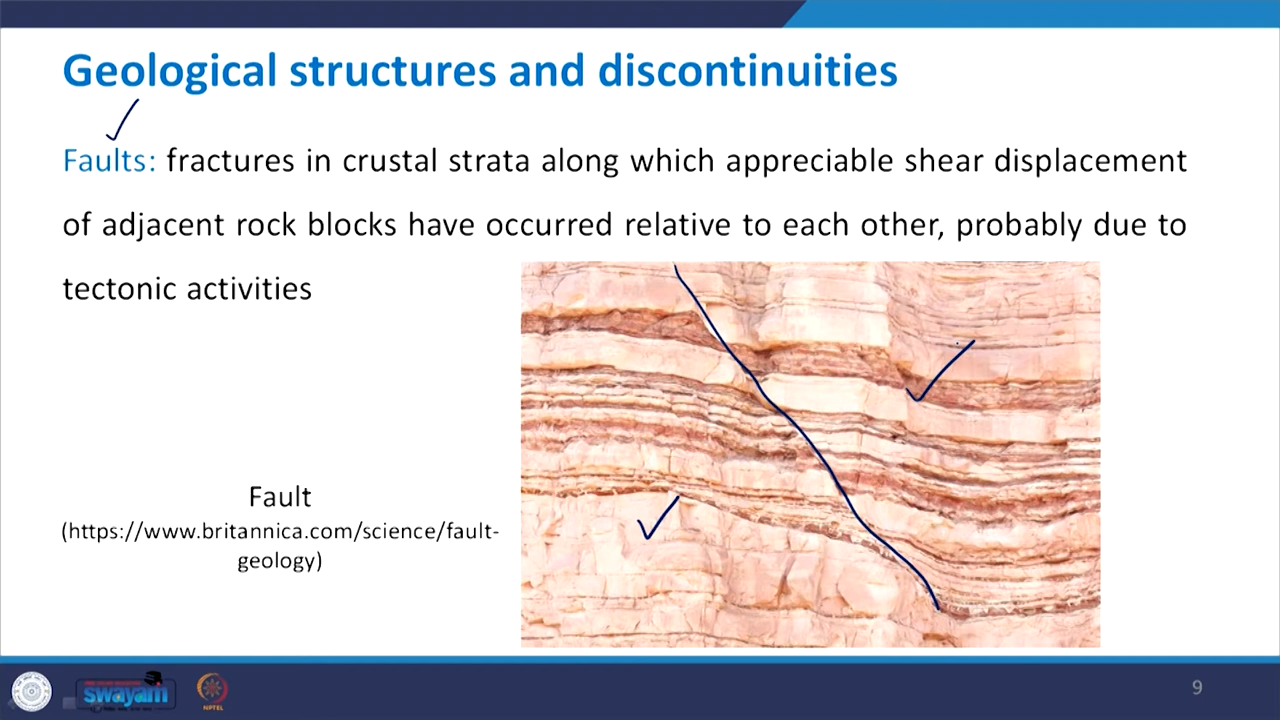 Geological structures and discontinuities
Faults: fractures in crustal strata along which appreciable shear displacement
of adjacent rock blocks have occurred relative to each other, probably due to
tectonic activities
Fault
(https://www.britannica.com/science/fault-
geology)
swayam
NPTEL
9